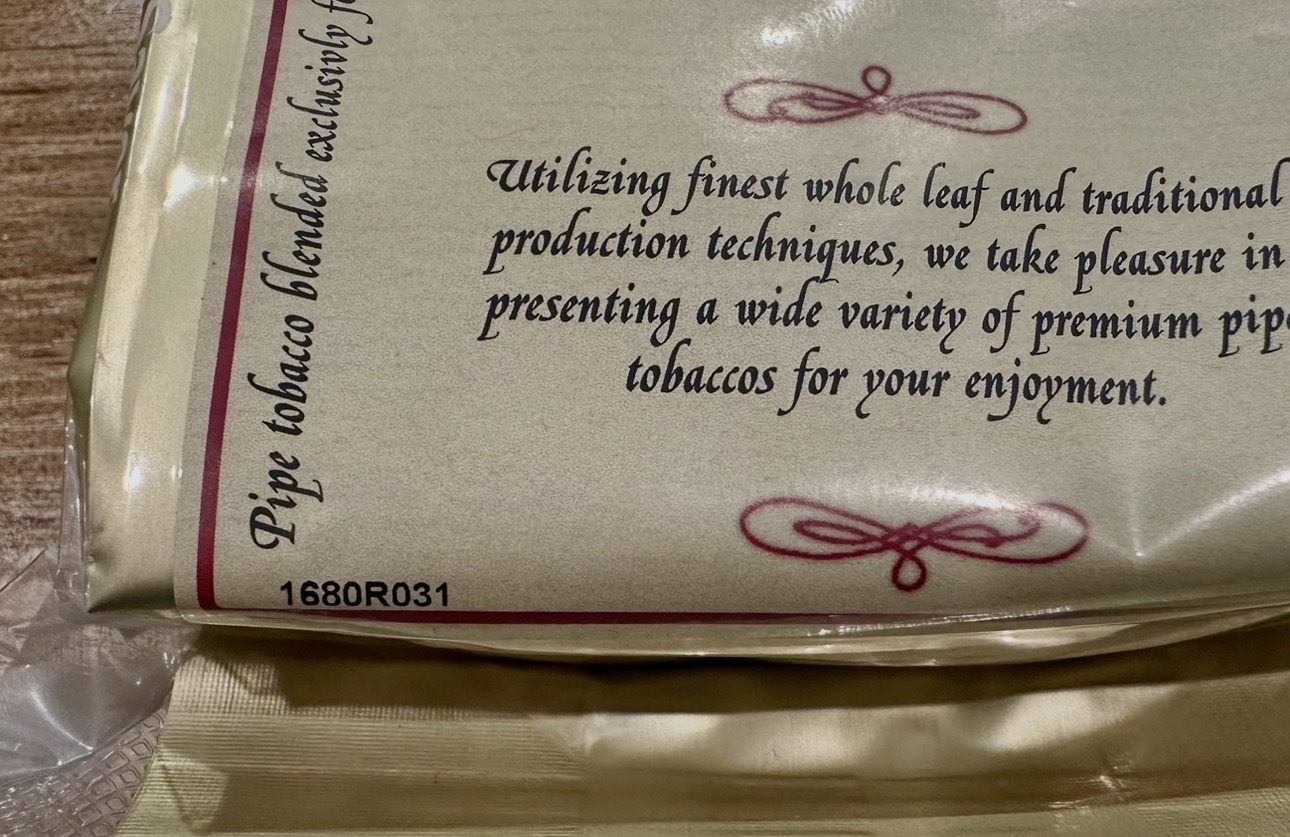 Pipe tobacco blended exclusivly
Utilizing finest whole leaf and traditional
production techniques, we take pleasure in
presenting a wide variety of premium pipe
tobaccos for your enjoyment.
1680R031